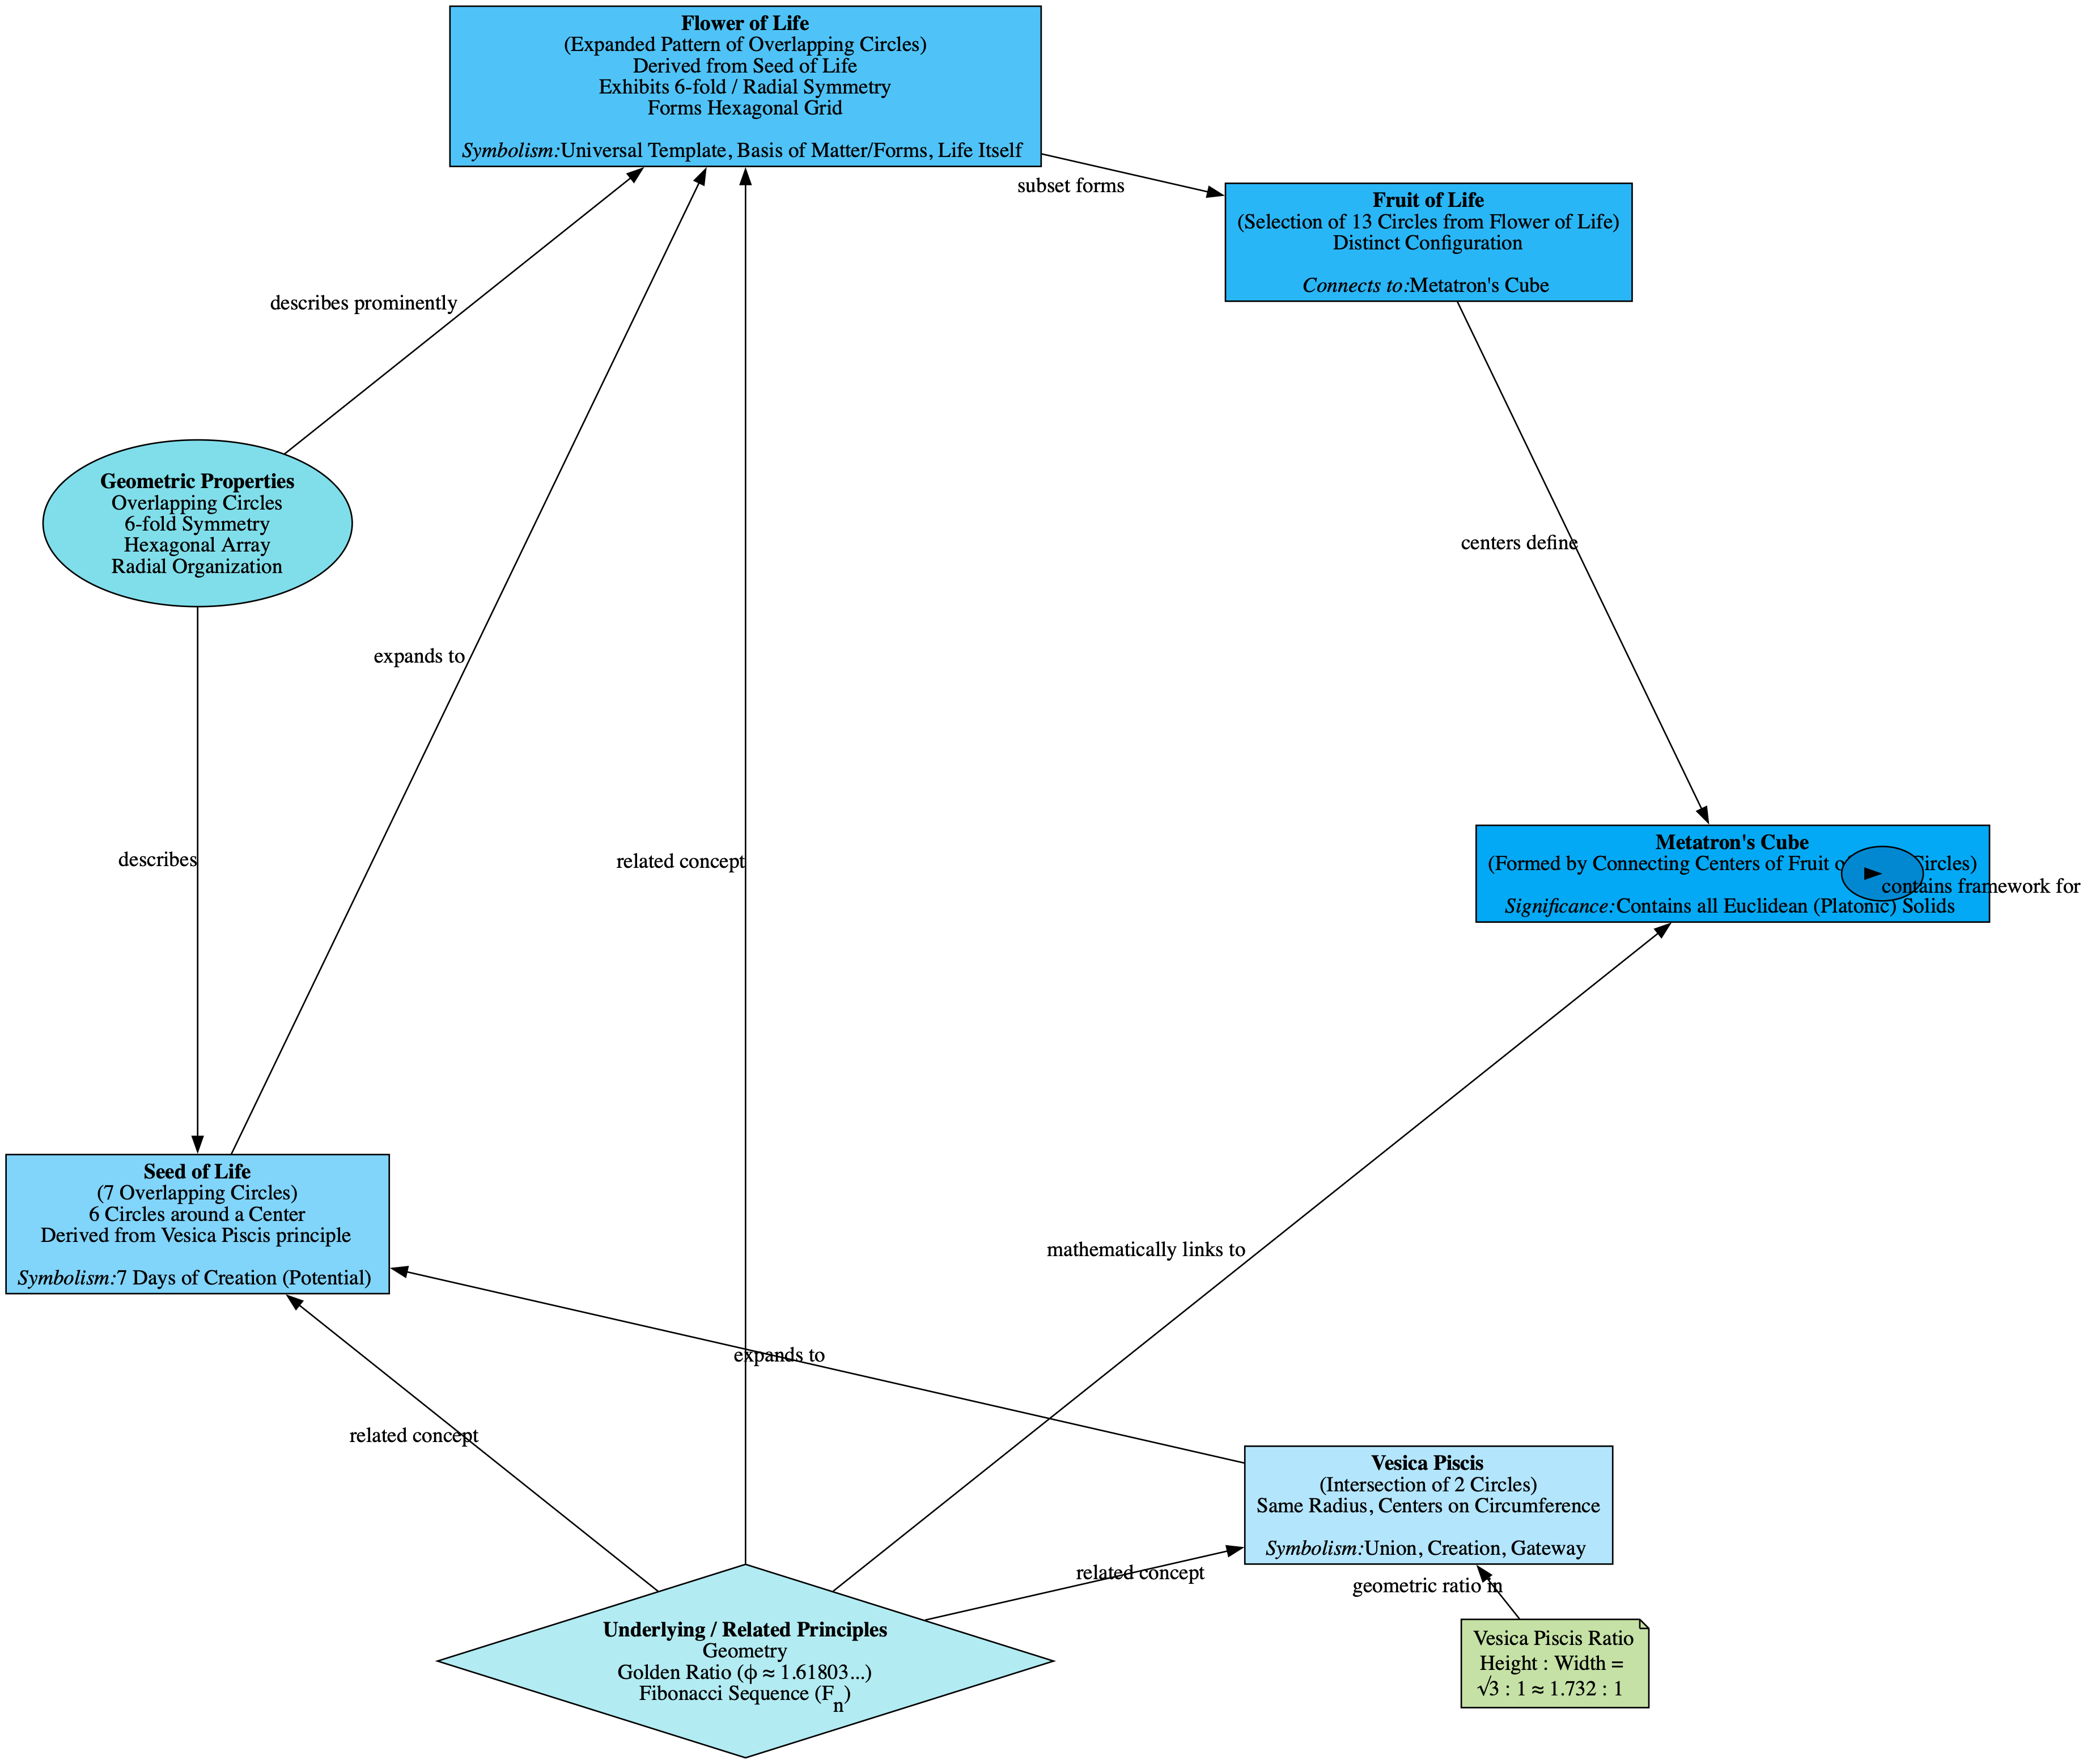 Flower of Life
(Expanded Pattern of Overlapping Circles)
Derived from Seed of Life
Exhibits 6-fold / Radial Symmetry
Forms Hexagonal Grid
Symbolism:Universal Template, Basis of Matter/Forms, Life Itself
subset forms
Fruit of Life
(Selection of 13 Circles from Flower of Life)
Distinct Configuration
Connects to:Metatron's Cube
describes prominently
Geometric Properties
Overlapping Circles
6-fold Symmetry
Hexagonal Array
Radial Organization
centers define
expands to
describes
related concept
Metatron's Cube
(Formed by Connecting Centers of Fruit Circles)
contains framework for
Significance:Contains all Euclidean (Platonic) Solids
Seed of Life
(7 Overlapping Circles)
6 Circles around a Center
Derived from Vesica Piscis principle
Symbolism:7 Days of Creation (Potential)
mathematically links to
expands to
related concept
Vesica Piscis
(Intersection of 2 Circles)
Same Radius, Centers on Circumference
Symbolism:Union, Creation, Gateway
related concept
geometric ratio in
Underlying / Related Principles
Geometry
Golden Ratio (ϕ ≈ 1.61803...)
Fibonacci Sequence (Fn)
Vesica Piscis Ratio
Height : Width =
√3 : 1 ≈ 1.732 : 1